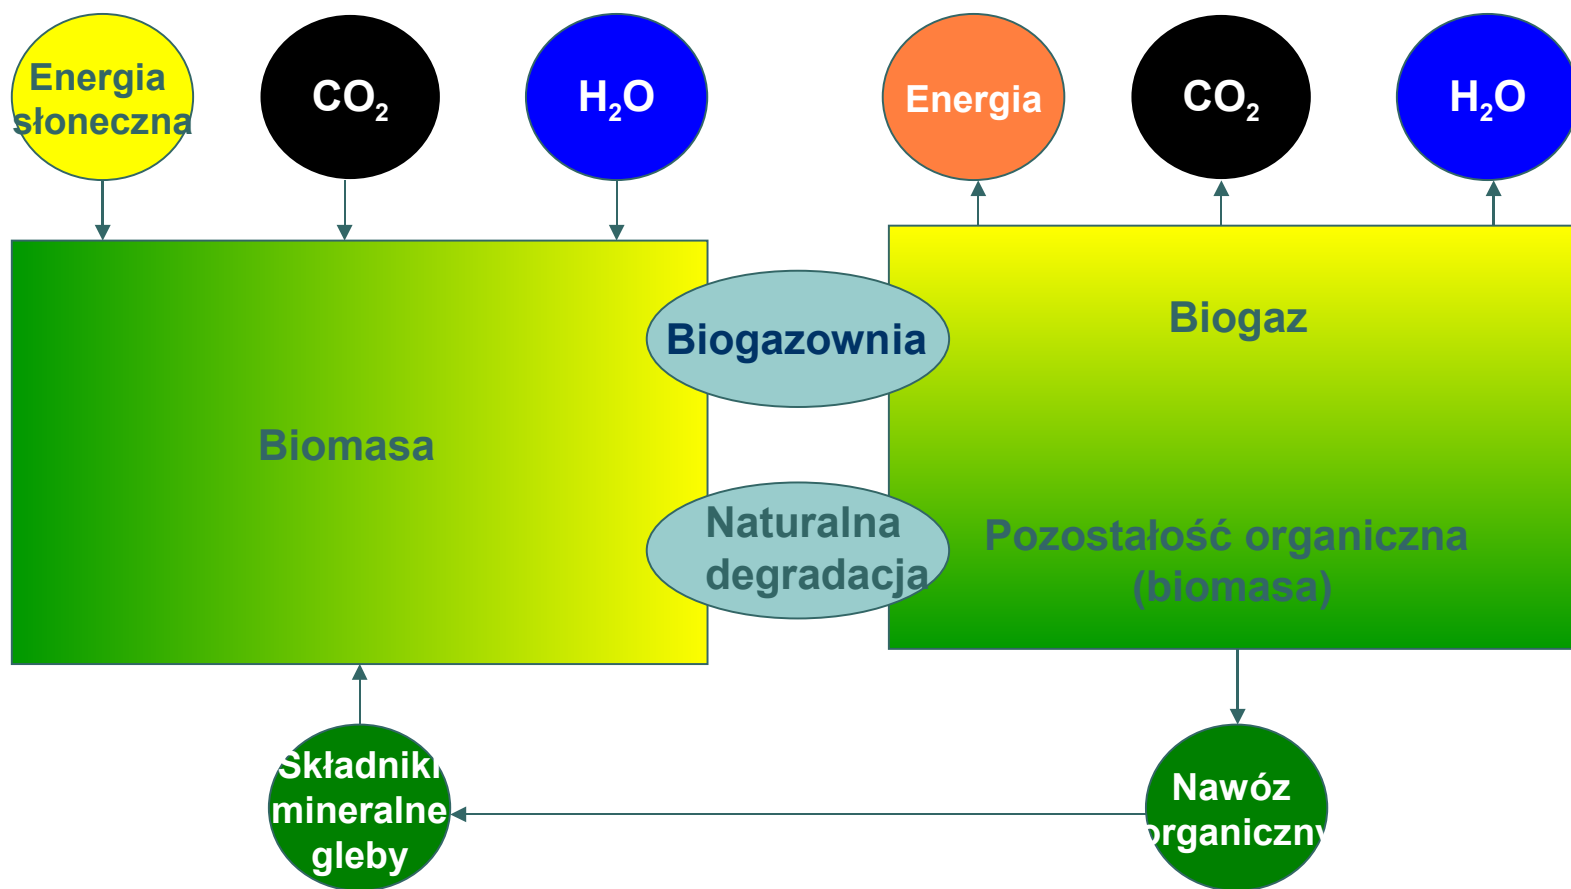 Energia
słoneczna
CO₂
H₂O
Energia
CO₂
H₂O
Biomasa
Biogazownia
Naturalna
degradacja
Biogaz
Pozostałość organiczna
(biomasa)
Składniki
mineralne
gleby
Nawóz
organiczny